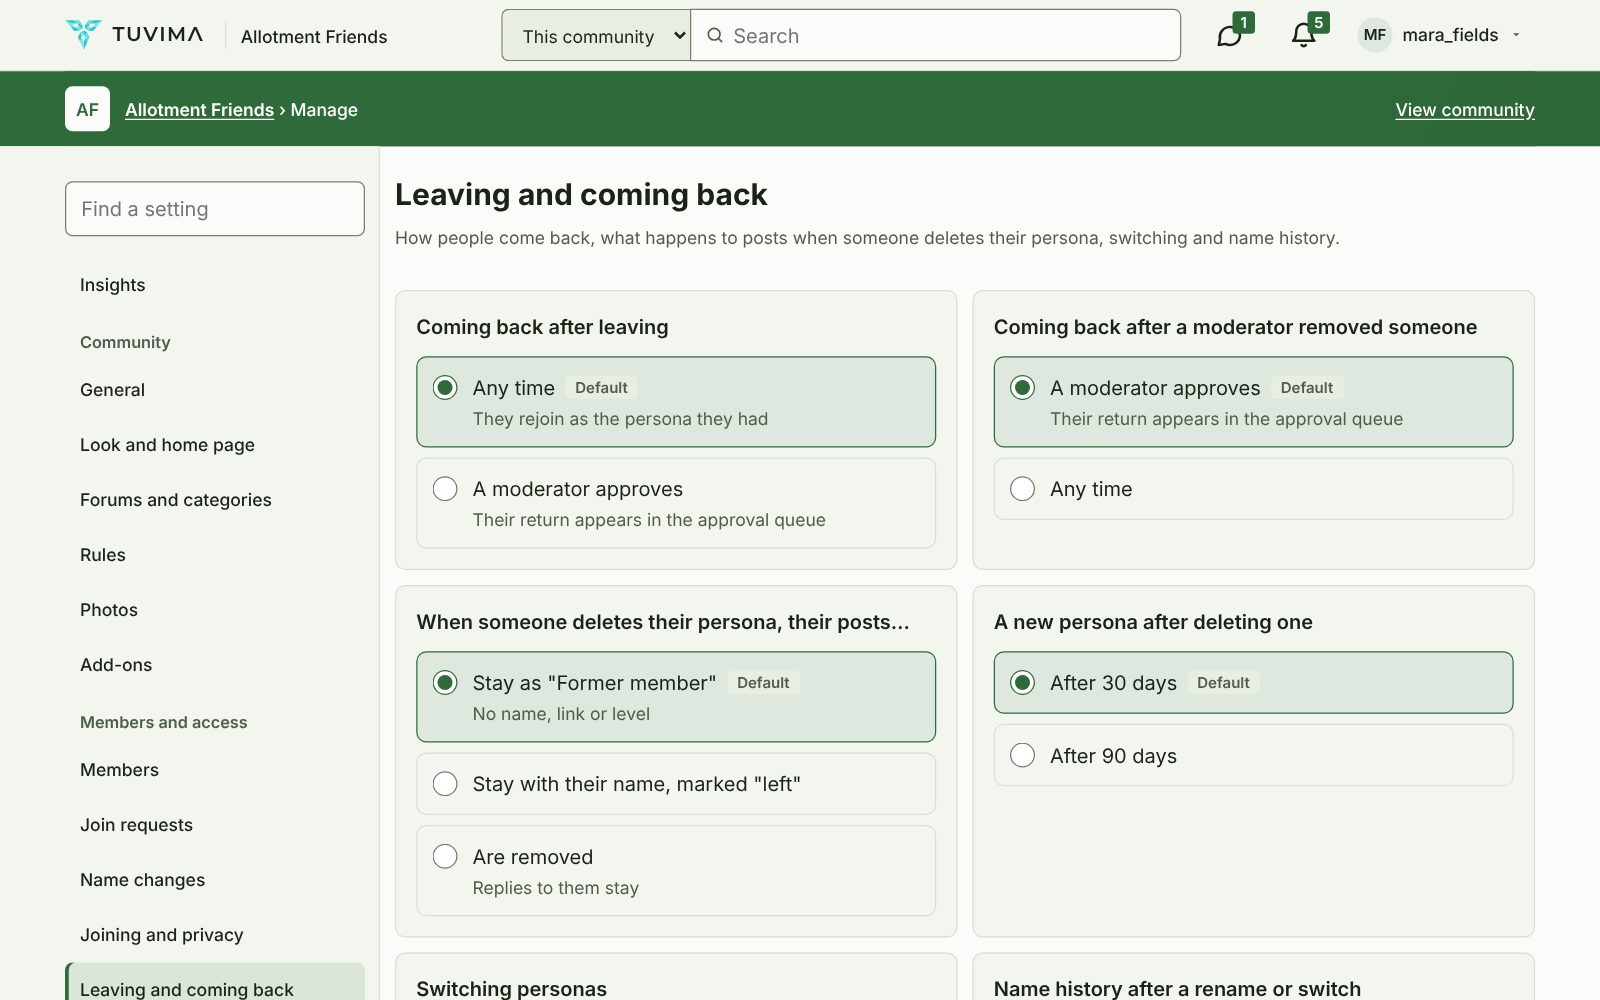 TUVIMA
Allotment Friends
This community
Search
1
5
MF
mara_fields
AF
Allotment Friends › Manage
View community
Find a setting
Insights
Community
General
Look and home page
Forums and categories
Rules
Photos
Add-ons
Members and access
Members
Join requests
Name changes
Joining and privacy
Leaving and coming back
Leaving and coming back
How people come back, what happens to posts when someone deletes their persona, switching and name history.
Coming back after leaving
Any time Default
They rejoin as the persona they had
A moderator approves
Their return appears in the approval queue
Coming back after a moderator removed someone
A moderator approves Default
Their return appears in the approval queue
Any time
When someone deletes their persona, their posts...
Stay as "Former member" Default
No name, link or level
Stay with their name, marked "left"
Are removed
Replies to them stay
A new persona after deleting one
After 30 days Default
After 90 days
Switching personas
Name history after a rename or switch